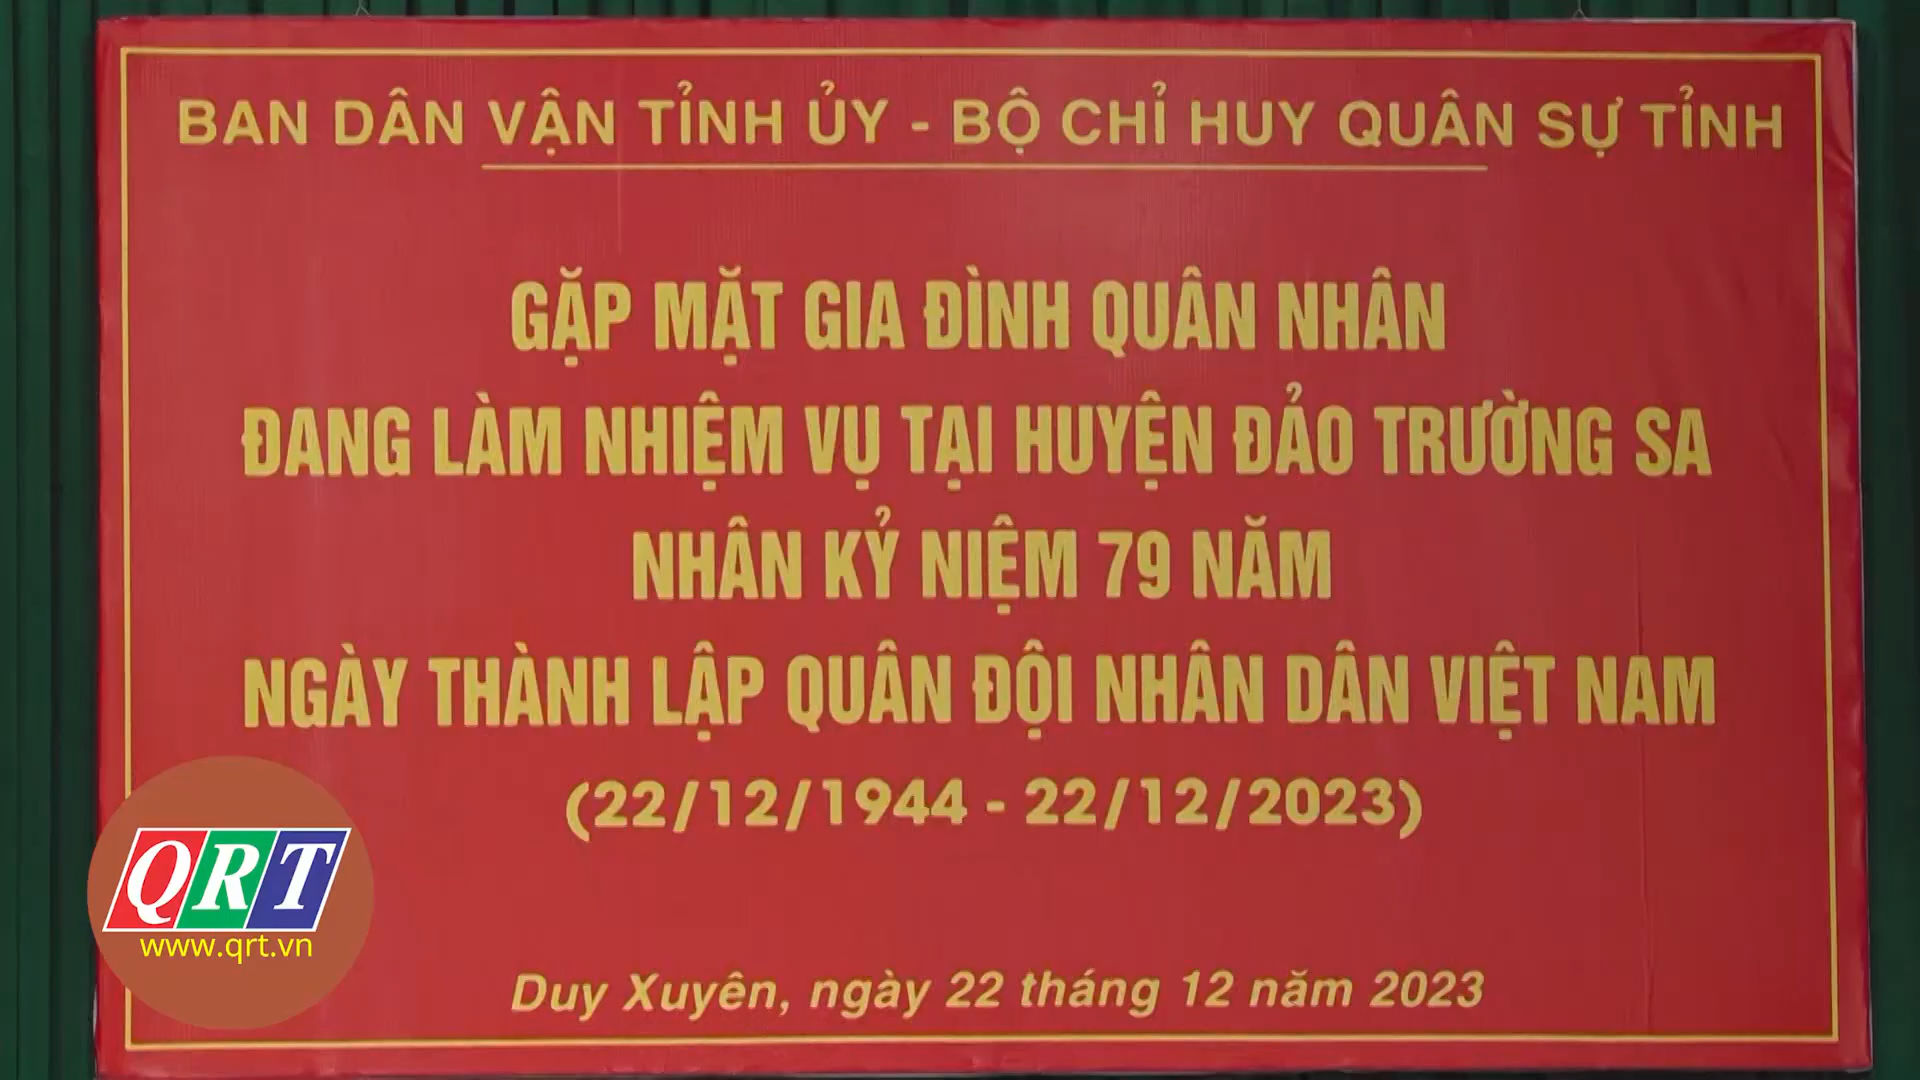 BAN DÂN VẬN TỈNH ỦY - BỘ CHỈ HUY QUÂN SỰ TỈNH
GẶP MẶT GIA ĐÌNH QUÂN NHÂN
ĐANG LÀM NHIỆM VỤ TẠI HUYỆN ĐẢO TRƯỜNG SA
NHÂN KỶ NIỆM 79 NĂM
NGÀY THÀNH LẬP QUÂN ĐỘI NHÂN DÂN VIỆT NAM
(22/12/1944 - 22/12/2023)
QRT
www.qrt.vn
Duy Xuyên, ngày 22 tháng 12 năm 2023